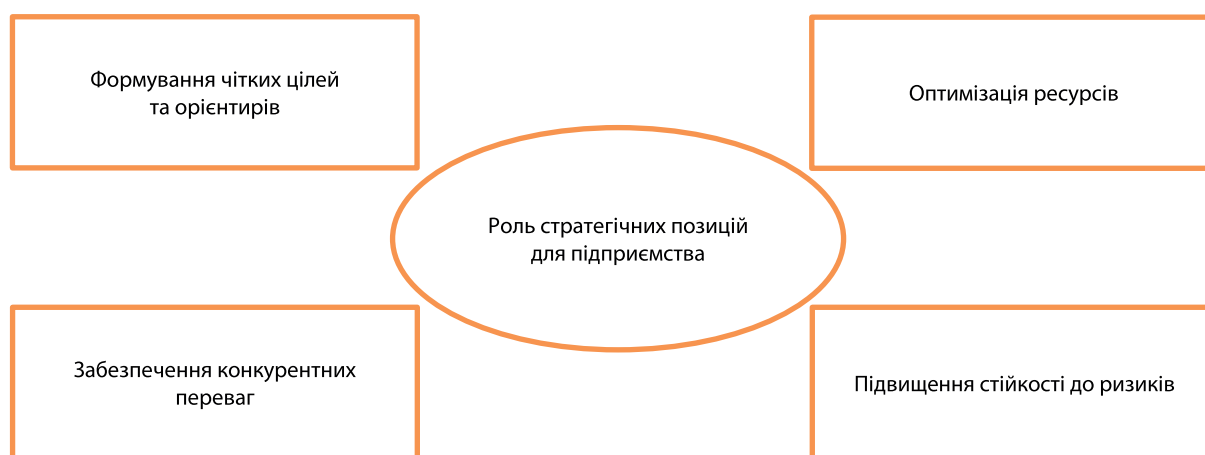 Формування чітких цілей
та орієнтирів
Оптимізація ресурсів
Роль стратегічних позицій
для підприємства
Забезпечення конкурентних
переваг
Підвищення стійкості до ризиків